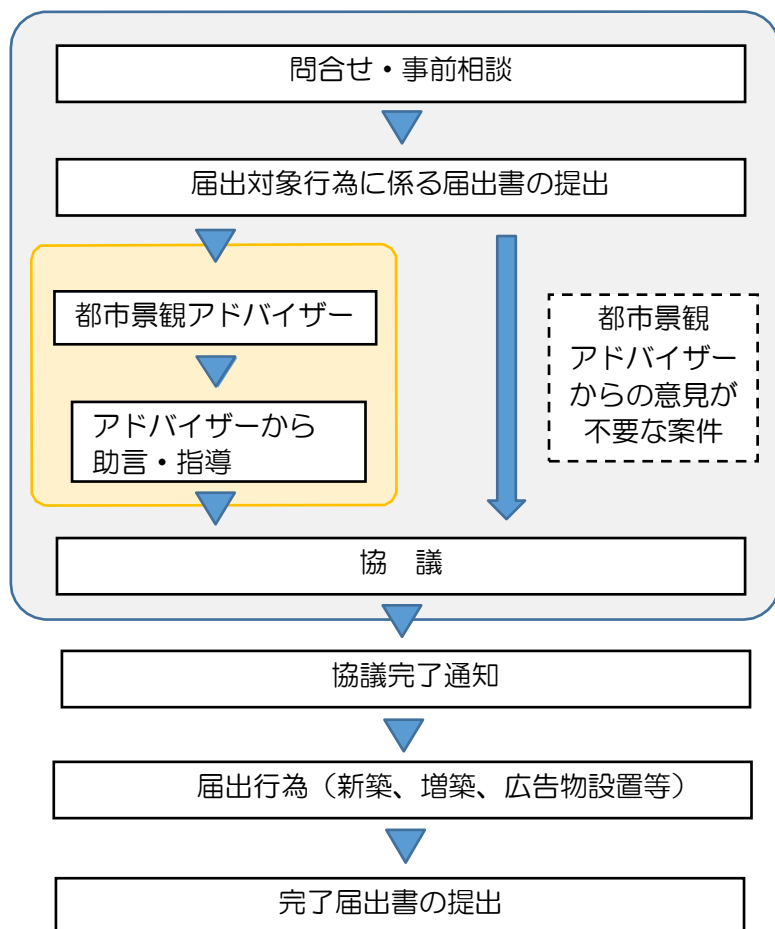 問合せ・事前相談
届出対象行為に係る届出書の提出
都市景観アドバイザー
アドバイザーから
助言・指導
都市景観
アドバイザー
からの意見が
不要な案件
協　議
協議完了通知
届出行為（新築、増築、広告物設置等）
完了届出書の提出